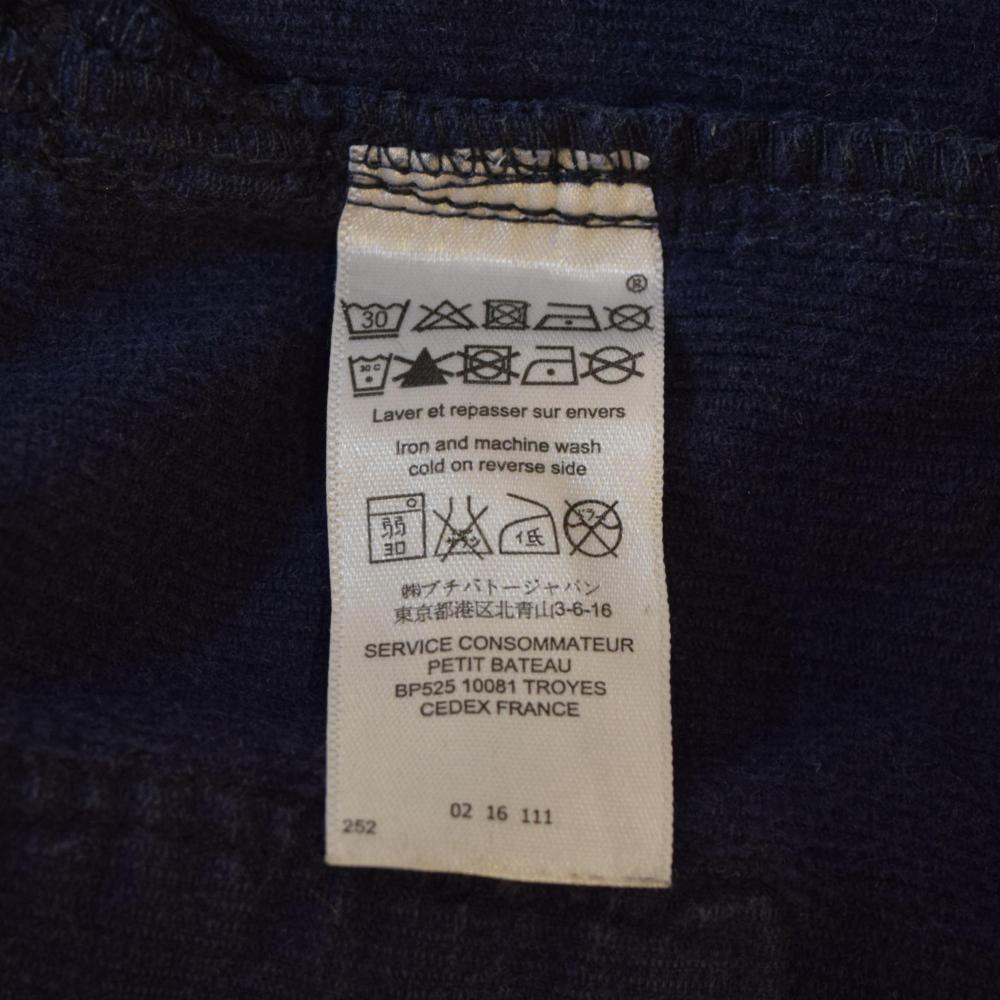 ®
30
30 C
Laver et repasser sur envers
Iron and machine wash
cold on reverse side
弱
30
低
㈱プチバトージャパン
東京都港区北青山3-6-16
SERVICE CONSOMMATEUR
PETIT BATEAU
BP525 10081 TROYES
CEDEX FRANCE
02 16 111
252